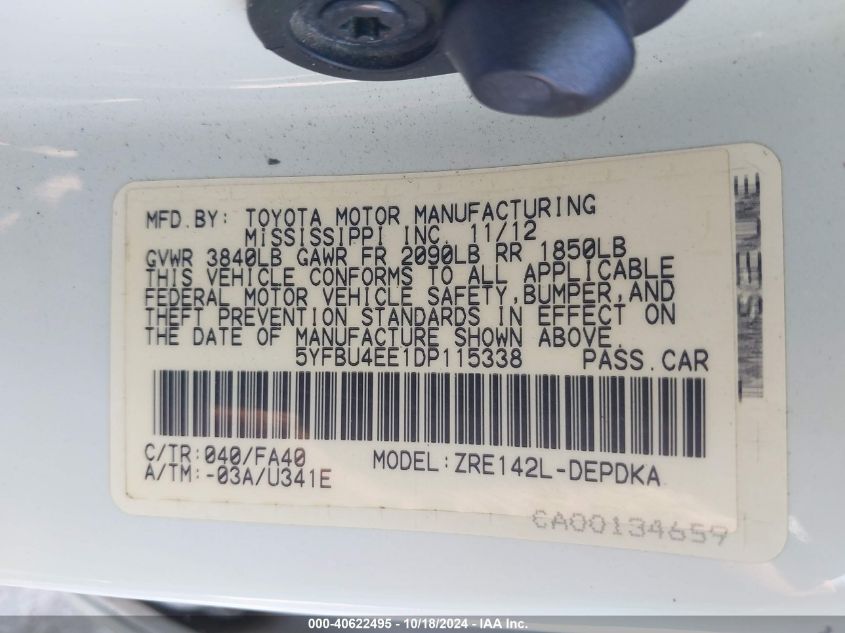 MFD.BY: TOYOTA MOTOR MANUFACTURING
MISSISSIPPI INC. 11/12
GVWR 3840LB GAWR FR 2090LB RR 1850LB
THIS VEHICLE CONFORMS TO ALL APPLICABLE
FEDERAL MOTOR VEHICLE SAFETY,BUMPER,AND
THEFT PREVENTION STANDARDS IN EFFECT ON
THE DATE OF MANUFACTURE SHOWN ABOVE.
5YFBU4EE1DP115338 PASS.CAR
C/TR:040/FA40 MODEL:ZRE142L-DEPDKA
A/TM:-03A/U341E
CA00134659
000-40622495 - 10/18/2024 - IAA Inc.